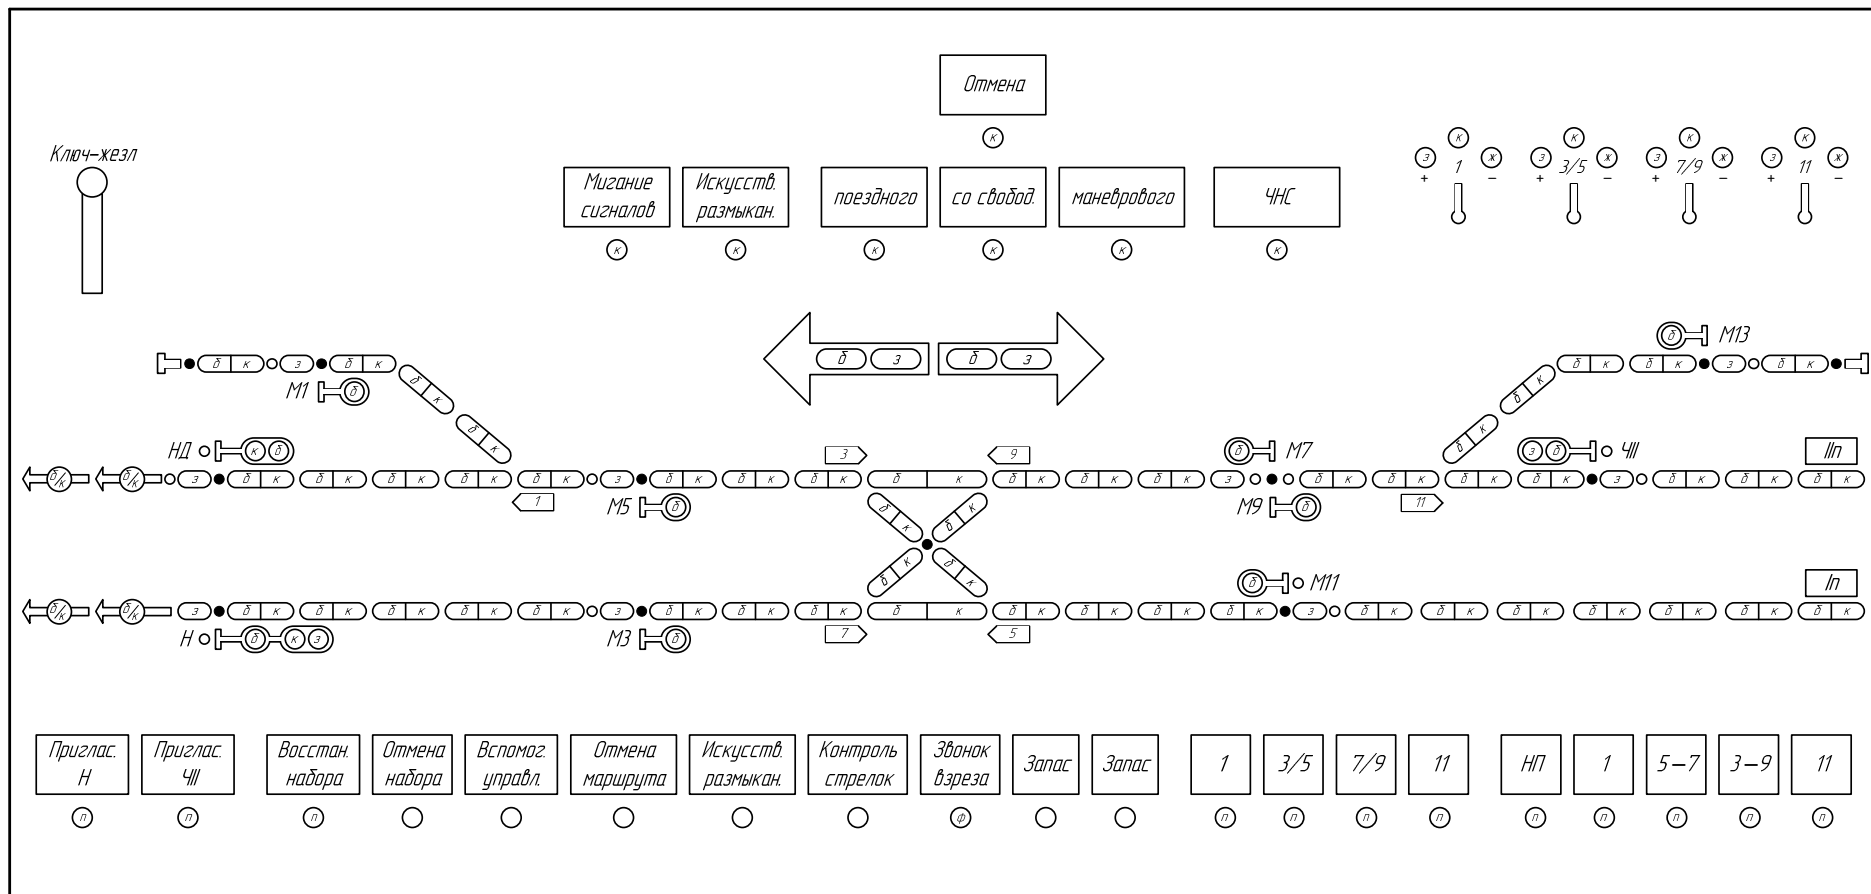 Отмена
к
Ключ-жезл
Мигание
сигналов
Искусств.
размыкан.
поездного
со свобод.
маневрового
ЧНС
к к к к к к
к к к к
з 1 ж з 3/5 ж з 7/9 ж з 11 ж
+ − + − + − + −
б з б з
М13
б
б к з б к
М1 б
б к
б к
б к б к з б к
б к
б к
НД к б
3 9
б М7
з б ЧII
IIп
б/к б/к з б к б к б к б к б к з б к б к б к б к б к б к б к з б к б к б к б к з б к б к б к
1
М5 б
М9 б
11
б к б к
б к б к
б М11
Iп
б/к б/к з б к б к б к б к б к з б к б к б к б к б к б к б к б к з б к б к б к б к б к б к б к
Н б к з
М3 б
7 5
Приглас.
Н
Приглас.
ЧII
Восстан.
набора
Отмена
набора
Вспомог.
управл.
Отмена
маршрута
Искусств.
размыкан.
Контроль
стрелок
Звонок
взреза
Запас
Запас
1 3/5 7/9 11
НП 1 5−7 3−9 11
п п п ф п п п п п п п п п